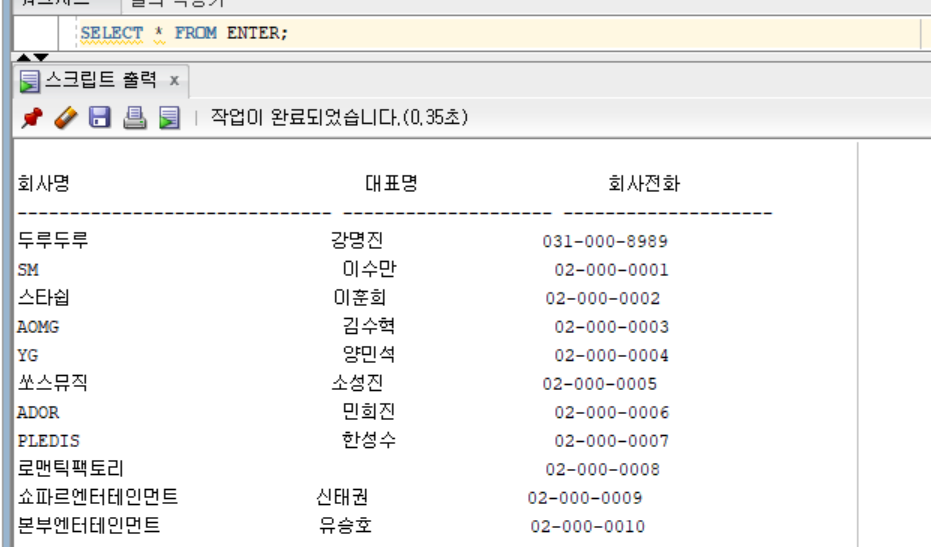 SELECT * FROM ENTER;
스크립트 출력 x
작업이 완료되었습니다.(0,35초)
회사명 대표명 회사전화
------------------------------ -------------------- --------------------
두루두루 강명진 031-000-8989
SM 이수만 02-000-0001
스타쉽 이훈희 02-000-0002
AOMG 김수혁 02-000-0003
YG 양민석 02-000-0004
쏘스뮤직 소성진 02-000-0005
ADOR 민희진 02-000-0006
PLEDIS 한성수 02-000-0007
로맨틱팩토리 02-000-0008
쇼파르엔터테인먼트 신태권 02-000-0009
본부엔터테인먼트 유승호 02-000-0010